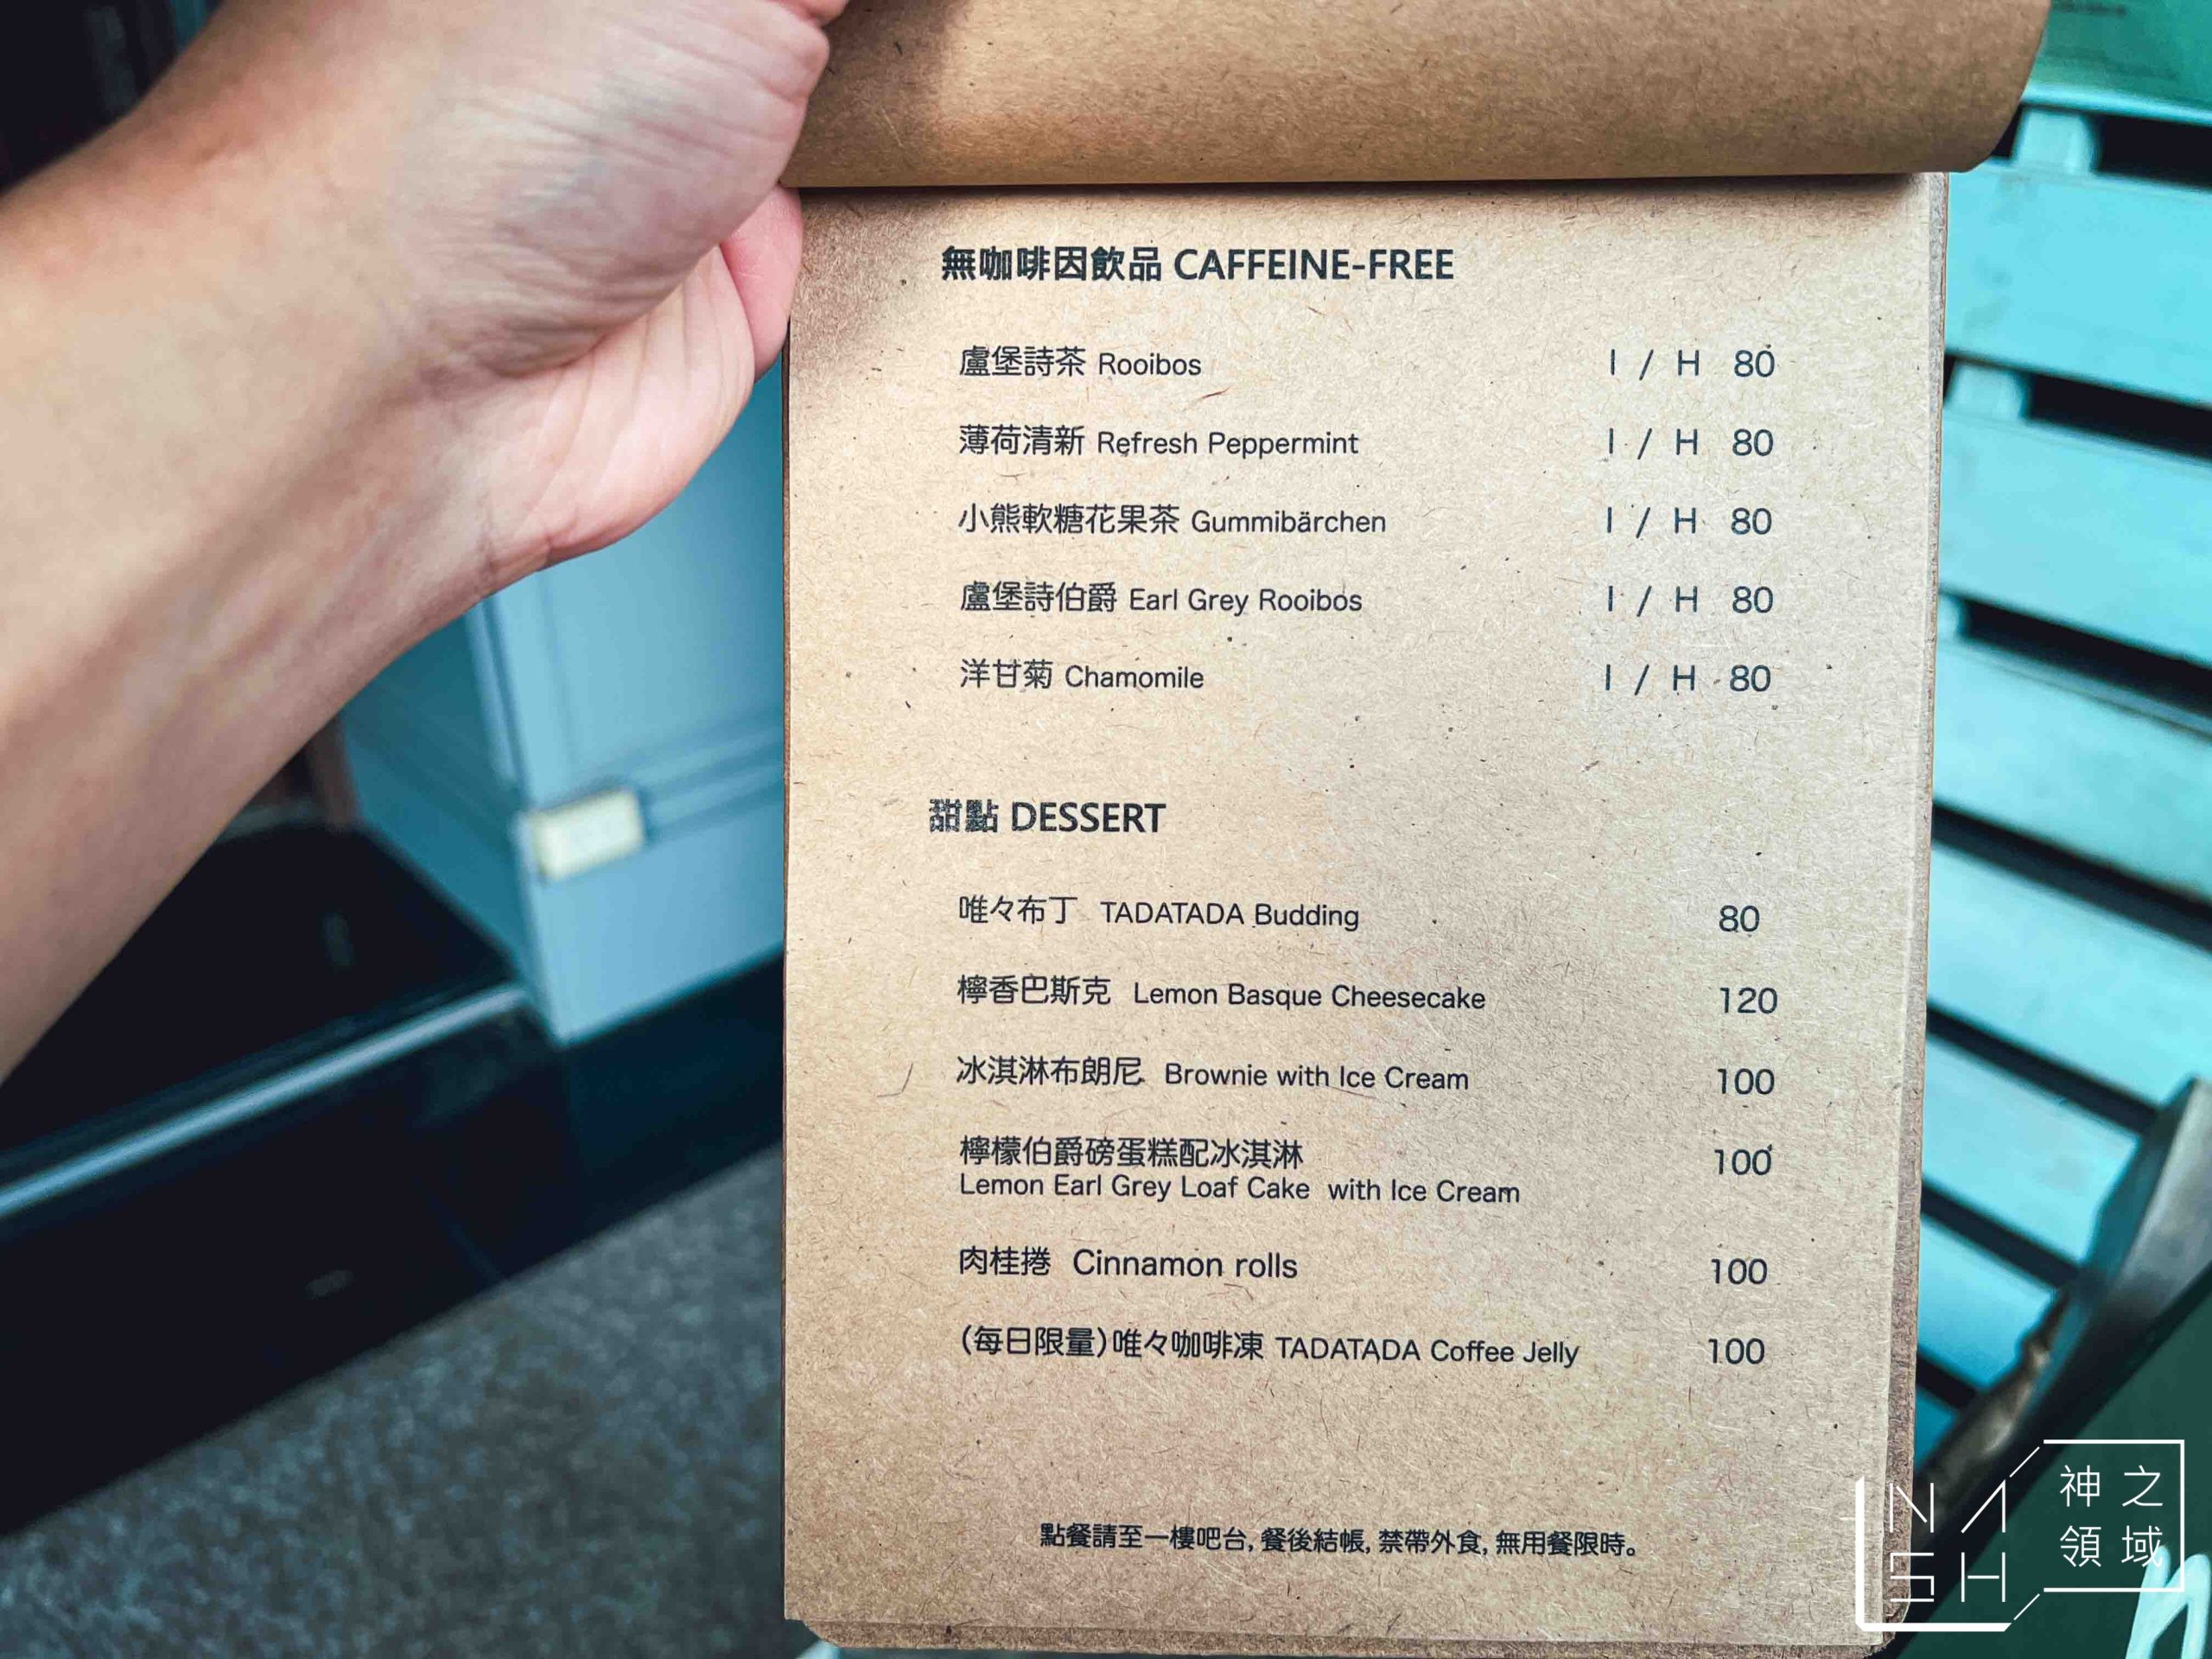 無咖啡因飲品 CAFFEINE-FREE
盧堡詩茶 Rooibos I / H 80
薄荷清新 Refresh Peppermint I / H 80
小熊軟糖花果茶 Gummibärchen I / H 80
盧堡詩伯爵 Earl Grey Rooibos I / H 80
洋甘菊 Chamomile I / H 80
甜點 DESSERT
唯々布丁 TADATADA Budding 80
檸香巴斯克 Lemon Basque Cheesecake 120
冰淇淋布朗尼 Brownie with Ice Cream 100
檸檬伯爵磅蛋糕配冰淇淋 100
Lemon Earl Grey Loaf Cake with Ice Cream
肉桂捲 Cinnamon rolls 100
(每日限量)唯々咖啡凍 TADATADA Coffee Jelly 100
點餐請至一樓吧台, 餐後結帳, 禁帶外食, 無用餐限時。
NASH
神之領域